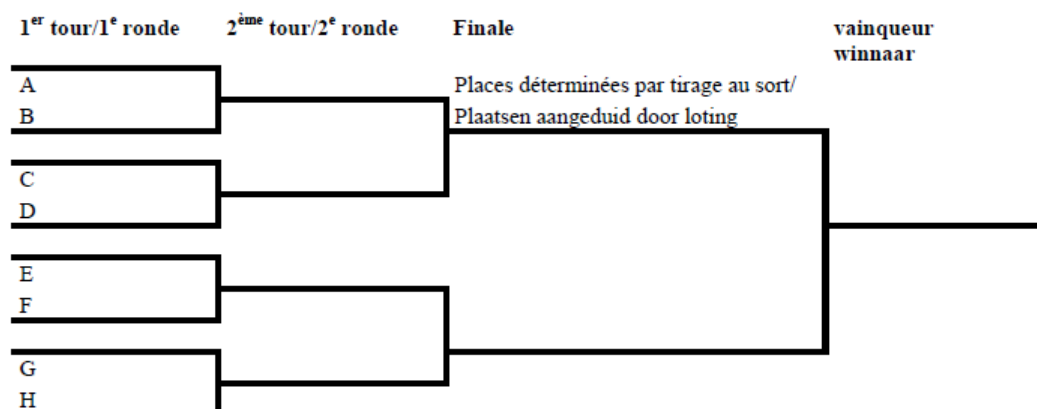 1er tour/1e ronde 2ème tour/2e ronde Finale vainqueur
winnaar
A Places déterminées par tirage au sort/
B Plaatsen aangeduid door loting
C
D
E
F
G
H